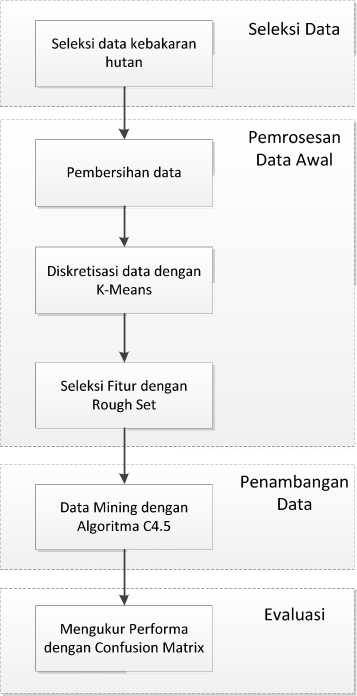 Seleksi Data
Seleksi data kebakaran
hutan
Pemrosesan
Data Awal
Pembersihan data
Diskretisasi data dengan
K-Means
Seleksi Fitur dengan
Rough Set
Penambangan
Data
Data Mining dengan
Algoritma C4.5
Evaluasi
Mengukur Performa
dengan Confusion Matrix